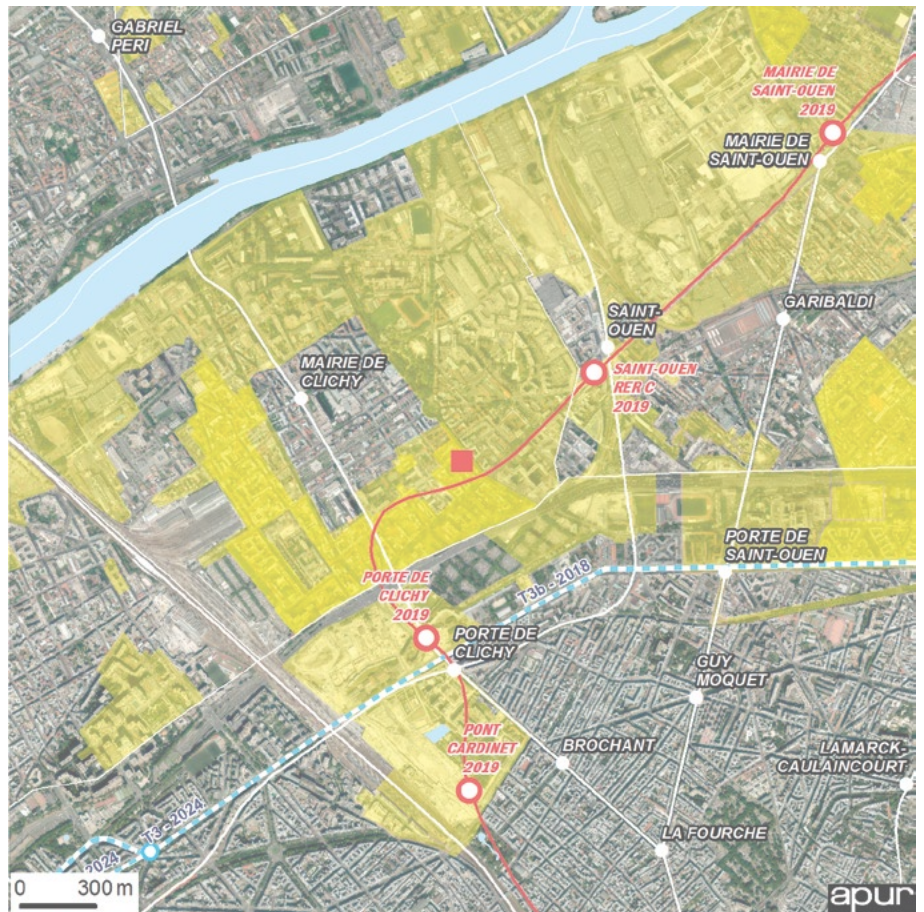 GABRIEL
PERI
MAIRIE DE
SAINT-OUEN
2019
MAIRIE DE
SAINT-OUEN
GARIBALDI
SAINT-
OUEN
MAIRIE DE
CLICHY
SAINT-OUEN
RER C
2019
PORTE DE
SAINT-OUEN
T3b - 2018
PORTE DE
CLICHY
2019
PORTE DE
CLICHY
GUY
MOQUET
PONT
CARDINET
2019
BROCHANT
LAMARCK-
CAULAINCOURT
T3 - 2024
2024
LA FOURCHE
0 300 m
apur